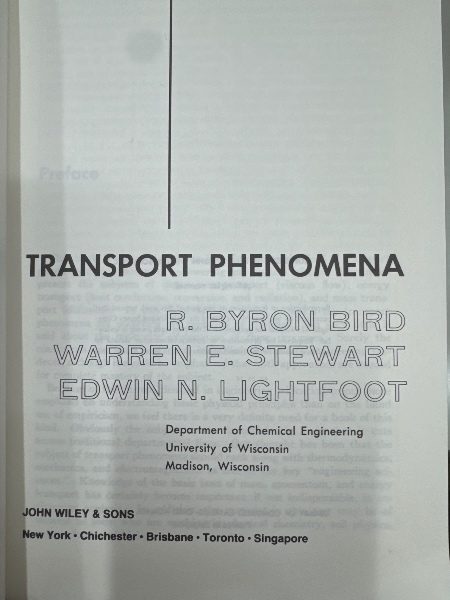 Preface
TRANSPORT PHENOMENA
R. BYRON BIRD
WARREN E. STEWART
EDWIN N. LIGHTFOOT
Department of Chemical Engineering
University of Wisconsin
Madison, Wisconsin
JOHN WILEY & SONS
New York • Chichester • Brisbane • Toronto • Singapore